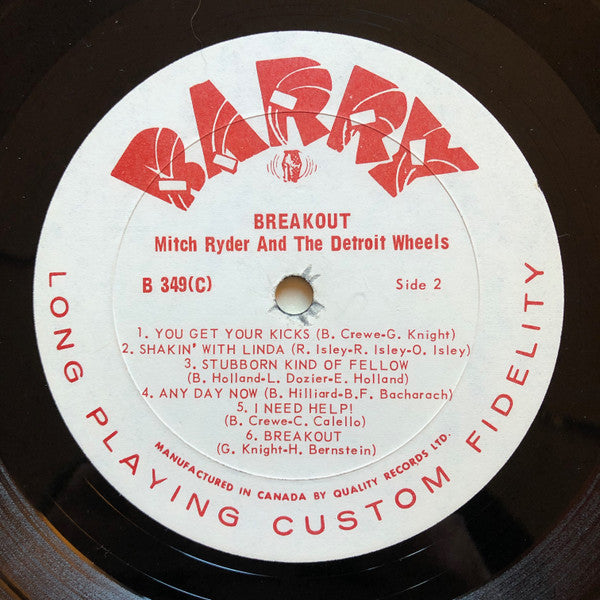 BARRY
BREAKOUT
Mitch Ryder And The Detroit Wheels
B 349(C)
Side 2
1. YOU GET YOUR KICKS (B. Crewe-G. Knight)
2. SHAKIN' WITH LINDA (R. Isley-R. Isley-O. Isley)
3. STUBBORN KIND OF FELLOW
(B. Holland-L. Dozier-E. Holland)
4. ANY DAY NOW (B. Hilliard-B.F. Bacharach)
5. I NEED HELP!
(B. Crewe-C. Calello)
6. BREAKOUT
(G. Knight-H. Bernstein)
MANUFACTURED IN CANADA BY QUALITY RECORDS LTD.
LONG PLAYING CUSTOM FIDELITY